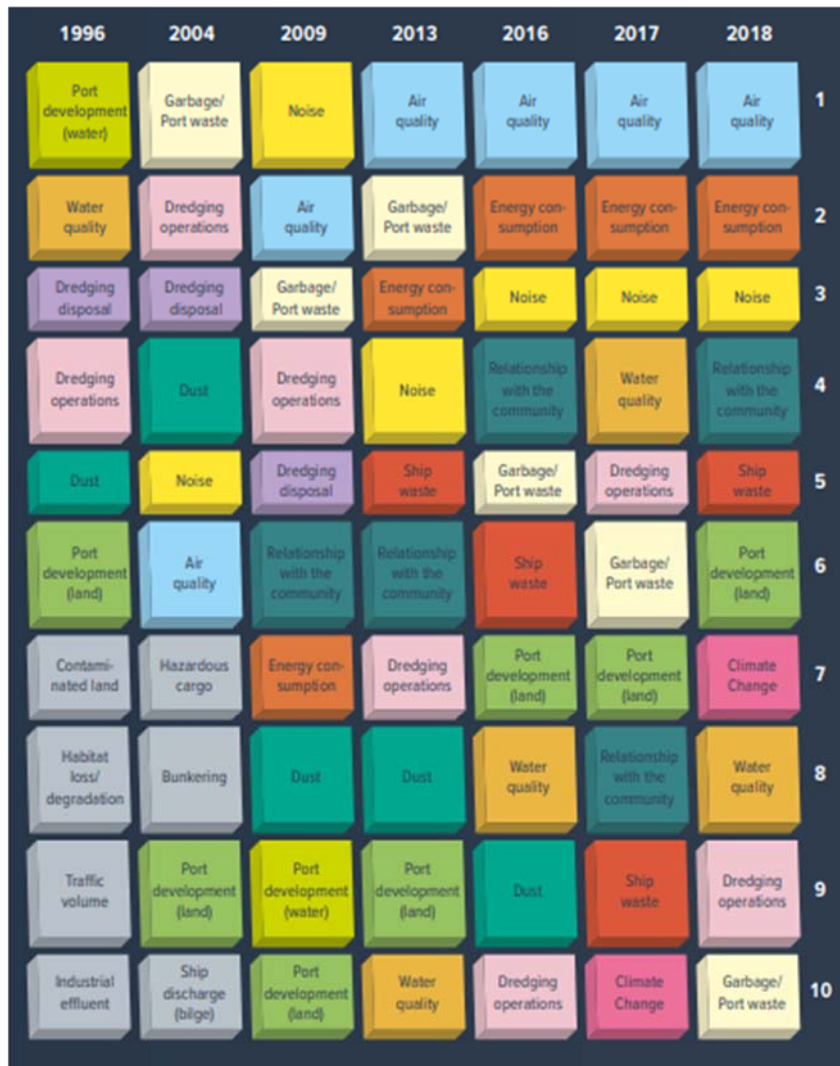 1996 2004 2009 2013 2016 2017 2018
Port
development
(water)
Garbage/
Port waste
Noise
Air
quality
Air
quality
Air
quality
Air
quality
1
Water
quality
Dredging
operations
Air
quality
Garbage/
Port waste
Energy con-
sumption
Energy con-
sumption
Energy con-
sumption
2
Dredging
disposal
Dredging
disposal
Garbage/
Port waste
Energy con-
sumption
Noise
Noise
Noise
3
Dredging
operations
Dust
Dredging
operations
Noise
Relationship
with the
community
Water
quality
Relationship
with the
community
4
Dust
Noise
Dredging
disposal
Ship
waste
Garbage/
Port waste
Dredging
operations
Ship
waste
5
Port
development
(land)
Air
quality
Relationship
with the
community
Relationship
with the
community
Ship
waste
Garbage/
Port waste
Port
development
(land)
6
Contami-
nated land
Hazardous
cargo
Energy con-
sumption
Dredging
operations
Port
development
(land)
Port
development
(land)
Climate
Change
7
Habitat
loss/
degradation
Bunkering
Dust
Dust
Water
quality
Relationship
with the
community
Water
quality
8
Traffic
volume
Port
development
(land)
Port
development
(water)
Port
development
(land)
Dust
Ship
waste
Dredging
operations
9
Industrial
effluent
Ship
discharge
(bilge)
Port
development
(land)
Water
quality
Dredging
operations
Climate
Change
Garbage/
Port waste
10